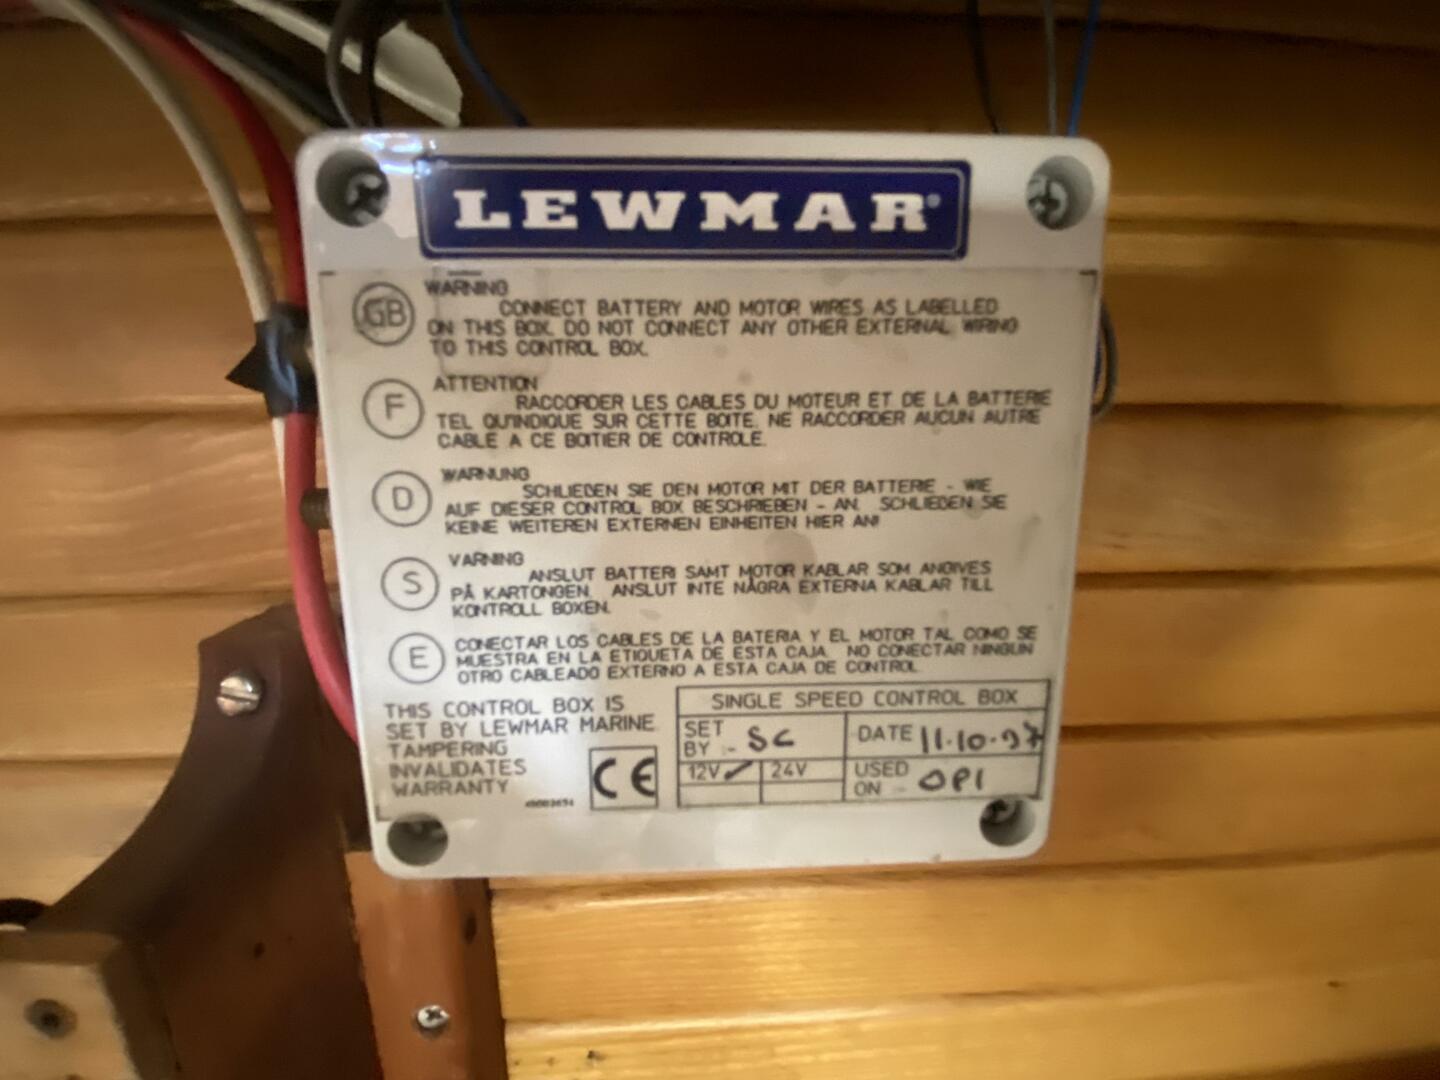 LEWMAR®
GB WARNING
CONNECT BATTERY AND MOTOR WIRES AS LABELLED
ON THIS BOX. DO NOT CONNECT ANY OTHER EXTERNAL WIRING
TO THIS CONTROL BOX.
F ATTENTION
RACCORDER LES CABLES DU MOTEUR ET DE LA BATTERIE
TEL QU'INDIQUE SUR CETTE BOITE. NE RACCORDER AUCUN AUTRE
CABLE A CE BOITIER DE CONTROLE.
D WARNUNG
SCHLIEßEN SIE DEN MOTOR MIT DER BATTERIE - WIE
AUF DIESER CONTROL BOX BESCHRIEBEN - AN. SCHLIEßEN SIE
KEINE WEITEREN EXTERNEN EINHEITEN HIER AN!
S VARNING
ANSLUT BATTERI SAMT MOTOR KABLAR SOM ANGIVES
PÅ KARTONGEN. ANSLUT INTE NÅGRA EXTERNA KABLAR TILL
KONTROLL BOXEN.
E CONECTAR LOS CABLES DE LA BATERIA Y EL MOTOR TAL COMO SE
MUESTRA EN LA ETIQUETA DE ESTA CAJA. NO CONECTAR NINGUN
OTRO CABLEADO EXTERNO A ESTA CAJA DE CONTROL
THIS CONTROL BOX IS
SET BY LEWMAR MARINE.
TAMPERING
INVALIDATES
WARRANTY
CE
SINGLE SPEED CONTROL BOX
SET BY :- SC
DATE 11.10.97
12V 24V
USED ON :- OP1